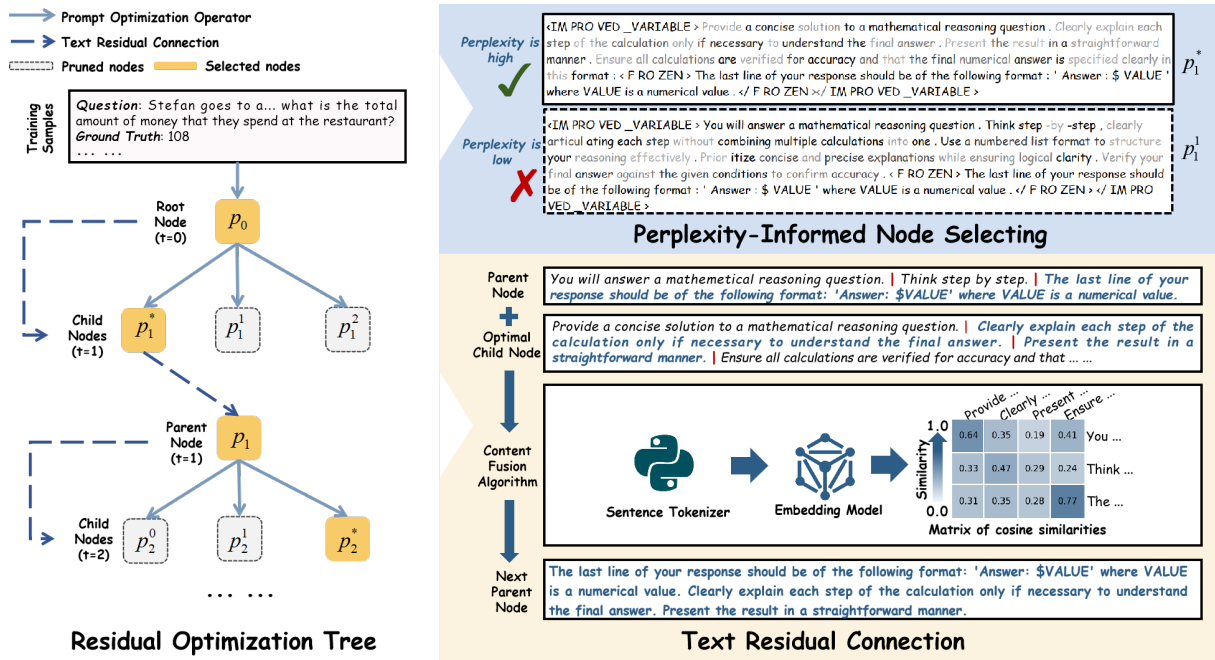 Prompt Optimization Operator
Text Residual Connection
Pruned nodes
Selected nodes
Training
Samples
Question: Stefan goes to a... what is the total
amount of money that they spend at the restaurant?
Ground Truth: 108
... ...
Root
Node
(t=0)
p0
Child
Nodes
(t=1)
p1*
p1^1
p1^2
Parent
Node
(t=1)
p1
Child
Nodes
(t=2)
p2^0
p2^1
p2*
... ...
Residual Optimization Tree
Perplexity is
high
<IM PRO VED _VARIABLE > Provide a concise solution to a mathematical reasoning question . Clearly explain each
step of the calculation only if necessary to understand the final answer . Present the result in a straightforward
manner . Ensure all calculations are verified for accuracy and that the final numerical answer is specified clearly in
this format : < F RO ZEN > The last line of your response should be of the following format : ' Answer : $ VALUE '
where VALUE is a numerical value . </ F RO ZEN ></ IM PRO VED _VARIABLE >
p1*
Perplexity is
low
<IM PRO VED _VARIABLE > You will answer a mathematical reasoning question . Think step -by -step , clearly
articul ating each step without combining multiple calculations into one . Use a numbered list format to structure
your reasoning effectively . Prior itize concise and precise explanations while ensuring logical clarity . Verify your
final answer against the given conditions to confirm accuracy . < F RO ZEN > The last line of your response should
be of the following format : ' Answer : $ VALUE ' where VALUE is a numerical value . </ F RO ZEN > </ IM PRO
VED _VARIABLE >
p1^1
Perplexity-Informed Node Selecting
Parent
Node
You will answer a mathemetical reasoning question. | Think step by step. | The last line of your
response should be of the following format: 'Answer: $VALUE' where VALUE is a numerical value.
Optimal
Child Node
Provide a concise solution to a mathematical reasoning question. | Clearly explain each step of the
calculation only if necessary to understand the final answer. | Present the result in a
straightforward manner. | Ensure all calculations are verified for accuracy and that ... ...
Content
Fusion
Algorithm
Sentence Tokenizer
Embedding Model
Similarity
1.0
0.0
Provide ...
Clearly ...
Present ...
Ensure ...
0.64 0.35 0.19 0.41 You ...
0.33 0.47 0.29 0.24 Think ...
0.31 0.35 0.28 0.77 The ...
Matrix of cosine similarities
Next
Parent
Node
The last line of your response should be of the following format: 'Answer: $VALUE' where VALUE
is a numerical value. Clearly explain each step of the calculation only if necessary to understand
the final answer. Present the result in a straightforward manner.
Text Residual Connection